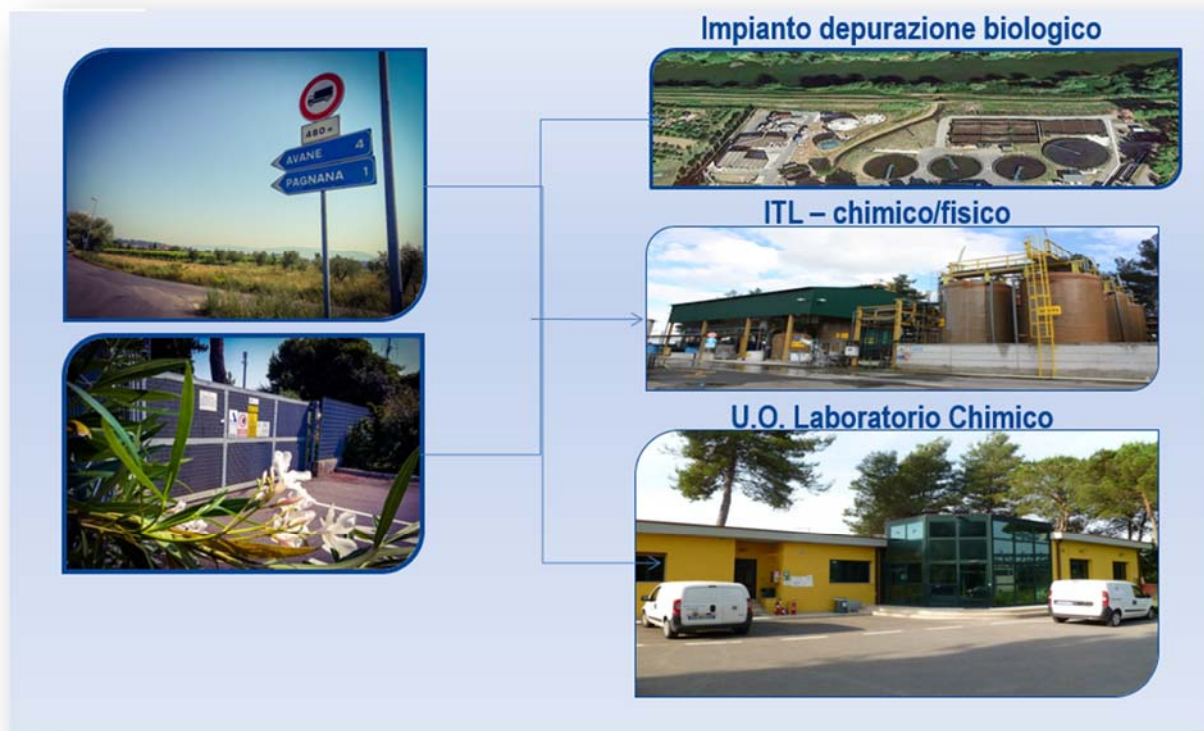 Impianto depurazione biologico
480 m
AVANE 4
PAGNANA 1
ITL – chimico/fisico
U.O. Laboratorio Chimico